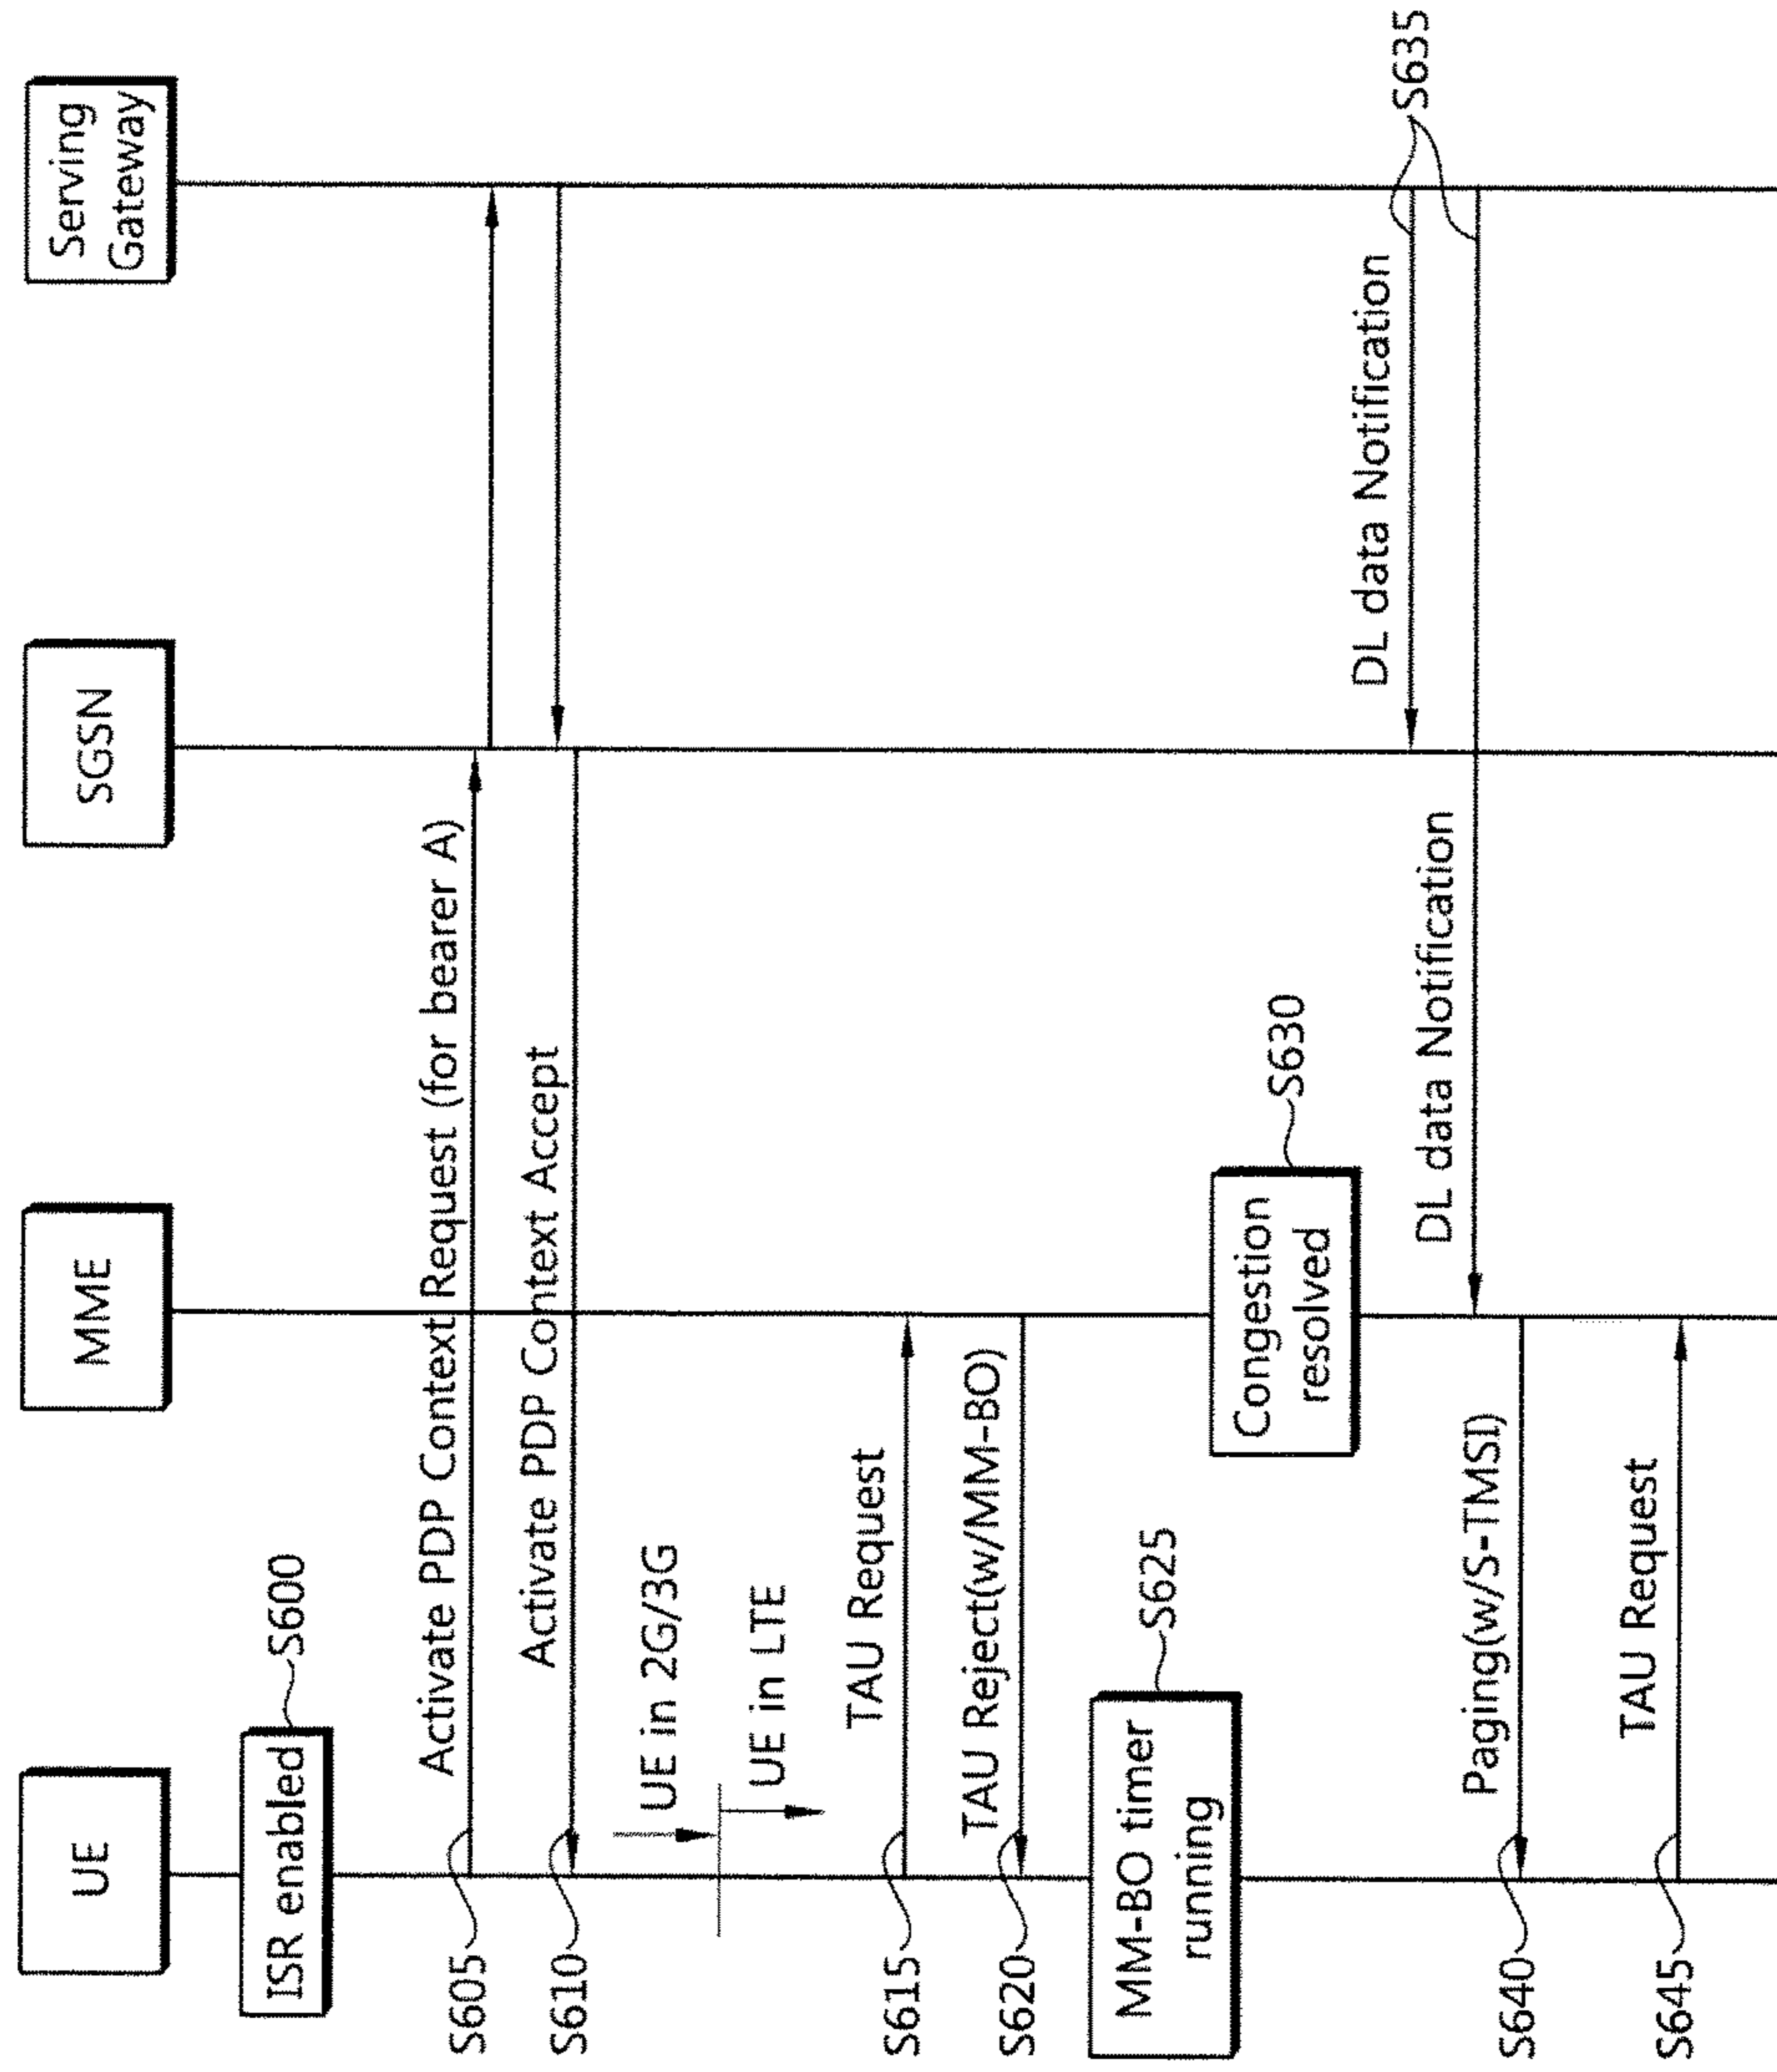 UE
MME
SGSN
Serving
Gateway
ISR enabled
S600
Activate PDP Context Request (for bearer A)
S605
Activate PDP Context Accept
S610
UE in 2G/3G
UE in LTE
TAU Request
S615
TAU Reject(w/MM-BO)
S620
MM-BO timer
running
S625
Congestion
resolved
S630
DL data Notification
S635
DL data Notification
Paging(w/S-TMSI)
S640
TAU Request
S645